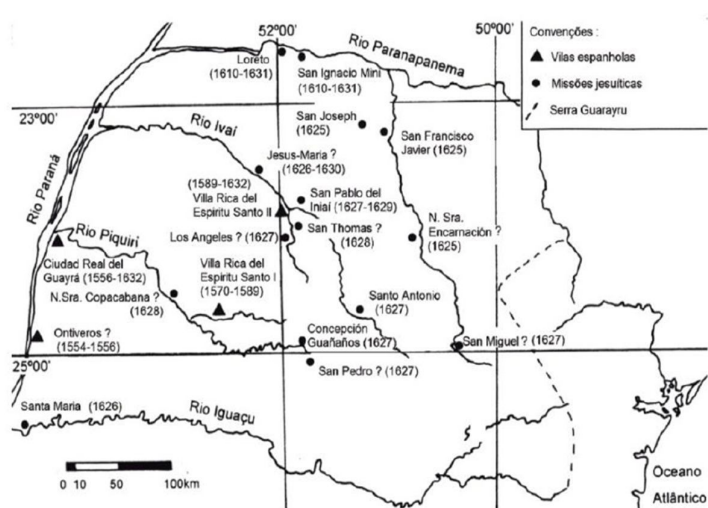 52°00'
50°00'
Convenções :
Vilas espanholas
Missões jesuíticas
Serra Guarayru
Rio Paranapanema
Loreto
(1610-1631)
San Ignacio Mini
(1610-1631)
23°00'
Rio Ivaí
San Joseph
(1625)
San Francisco
Javier (1625)
Jesus-Maria ?
(1626-1630)
Rio Paraná
(1589-1632)
Villa Rica del
Espiritu Santo II
San Pablo del
Iniaí (1627-1629)
Rio Piquiri
Los Angeles ? (1627)
San Thomas ?
(1628)
N. Sra.
Encarnación ?
(1625)
Ciudad Real del
Guayrá (1556-1632)
Villa Rica del
Espiritu Santo I
(1570-1589)
N.Sra. Copacabana ?
(1628)
Santo Antonio
(1627)
Ontiveros ?
(1554-1556)
Concepción
Guañaños (1627)
San Miguel ? (1627)
25°00'
San Pedro ? (1627)
Santa Maria (1626)
Rio Iguaçu
0 10 50 100km
Oceano
Atlântico